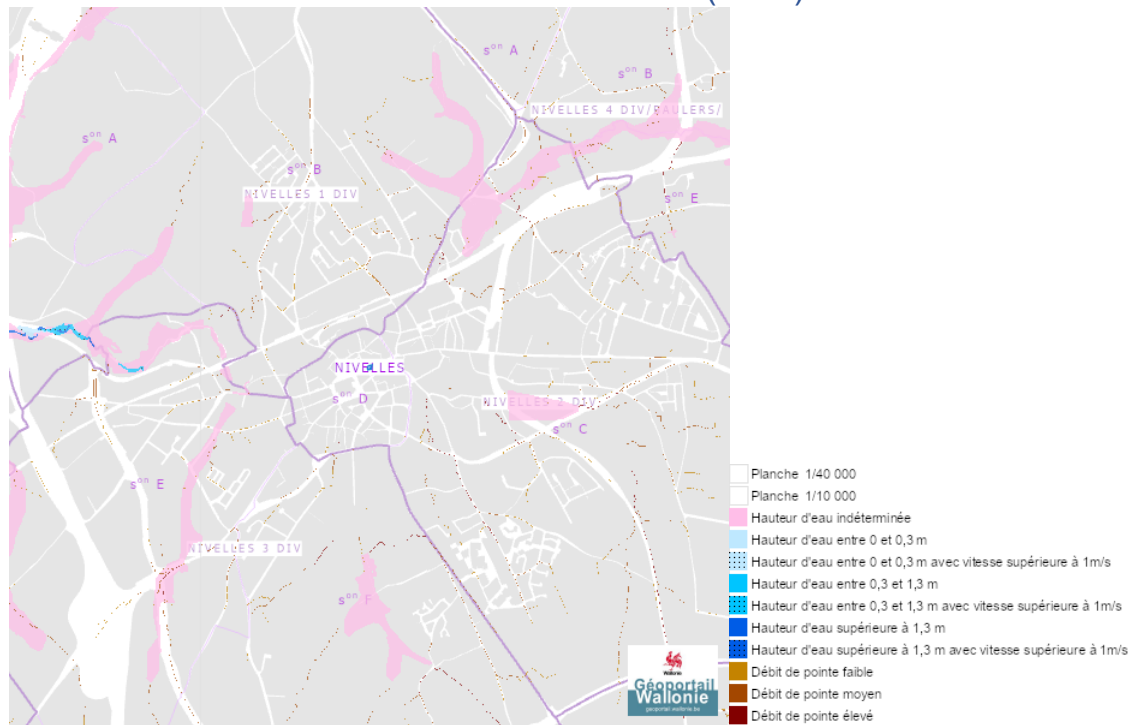 sᵒⁿ A
sᵒⁿ B
NIVELLES 4 DIV/BAULERS/
sᵒⁿ A
sᵒⁿ B
NIVELLES 1 DIV
sᵒⁿ E
NIVELLES
sᵒⁿ D
NIVELLES 2 DIV
sᵒⁿ C
sᵒⁿ E
NIVELLES 3 DIV
sᵒⁿ F
Wallonie
Géoportail
Wallonie
geoportail.wallonie.be
Planche 1/40 000
Planche 1/10 000
Hauteur d'eau indéterminée
Hauteur d'eau entre 0 et 0,3 m
Hauteur d'eau entre 0 et 0,3 m avec vitesse supérieure à 1m/s
Hauteur d'eau entre 0,3 et 1,3 m
Hauteur d'eau entre 0,3 et 1,3 m avec vitesse supérieure à 1m/s
Hauteur d'eau supérieure à 1,3 m
Hauteur d'eau supérieure à 1,3 m avec vitesse supérieure à 1m/s
Débit de pointe faible
Débit de pointe moyen
Débit de pointe élevé